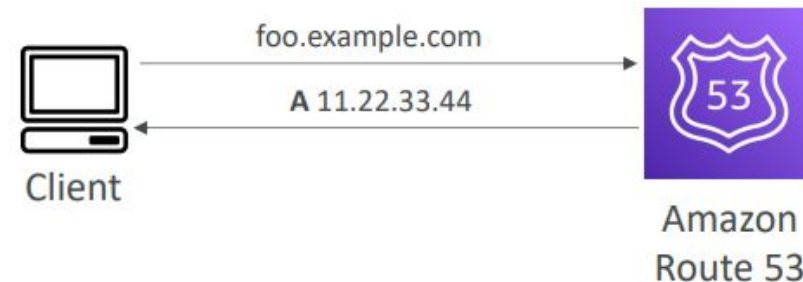 foo.example.com
A 11.22.33.44
53
Client
Amazon
Route 53